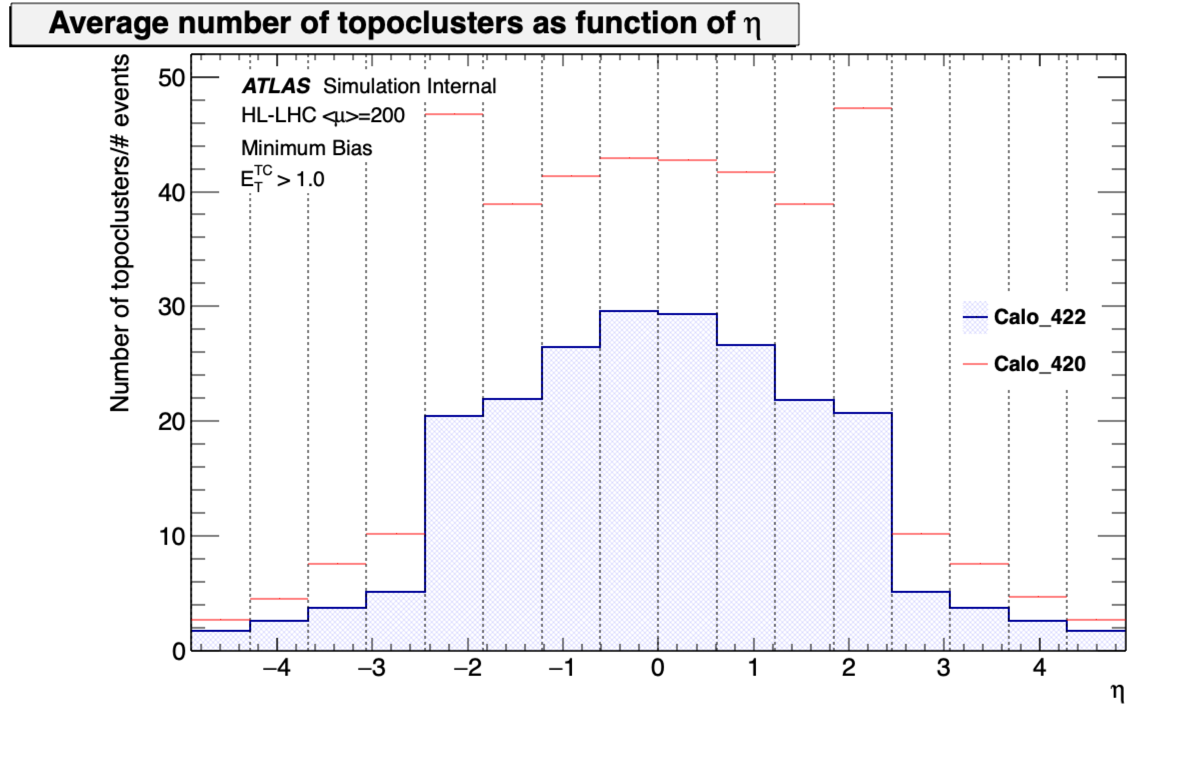 Average number of topoclusters as function of η
Number of topoclusters/# events
50
40
30
20
10
0
ATLAS Simulation Internal
HL-LHC <μ>=200
Minimum Bias
E_T^TC > 1.0
Calo_422
Calo_420
−4 −3 −2 −1 0 1 2 3 4
η